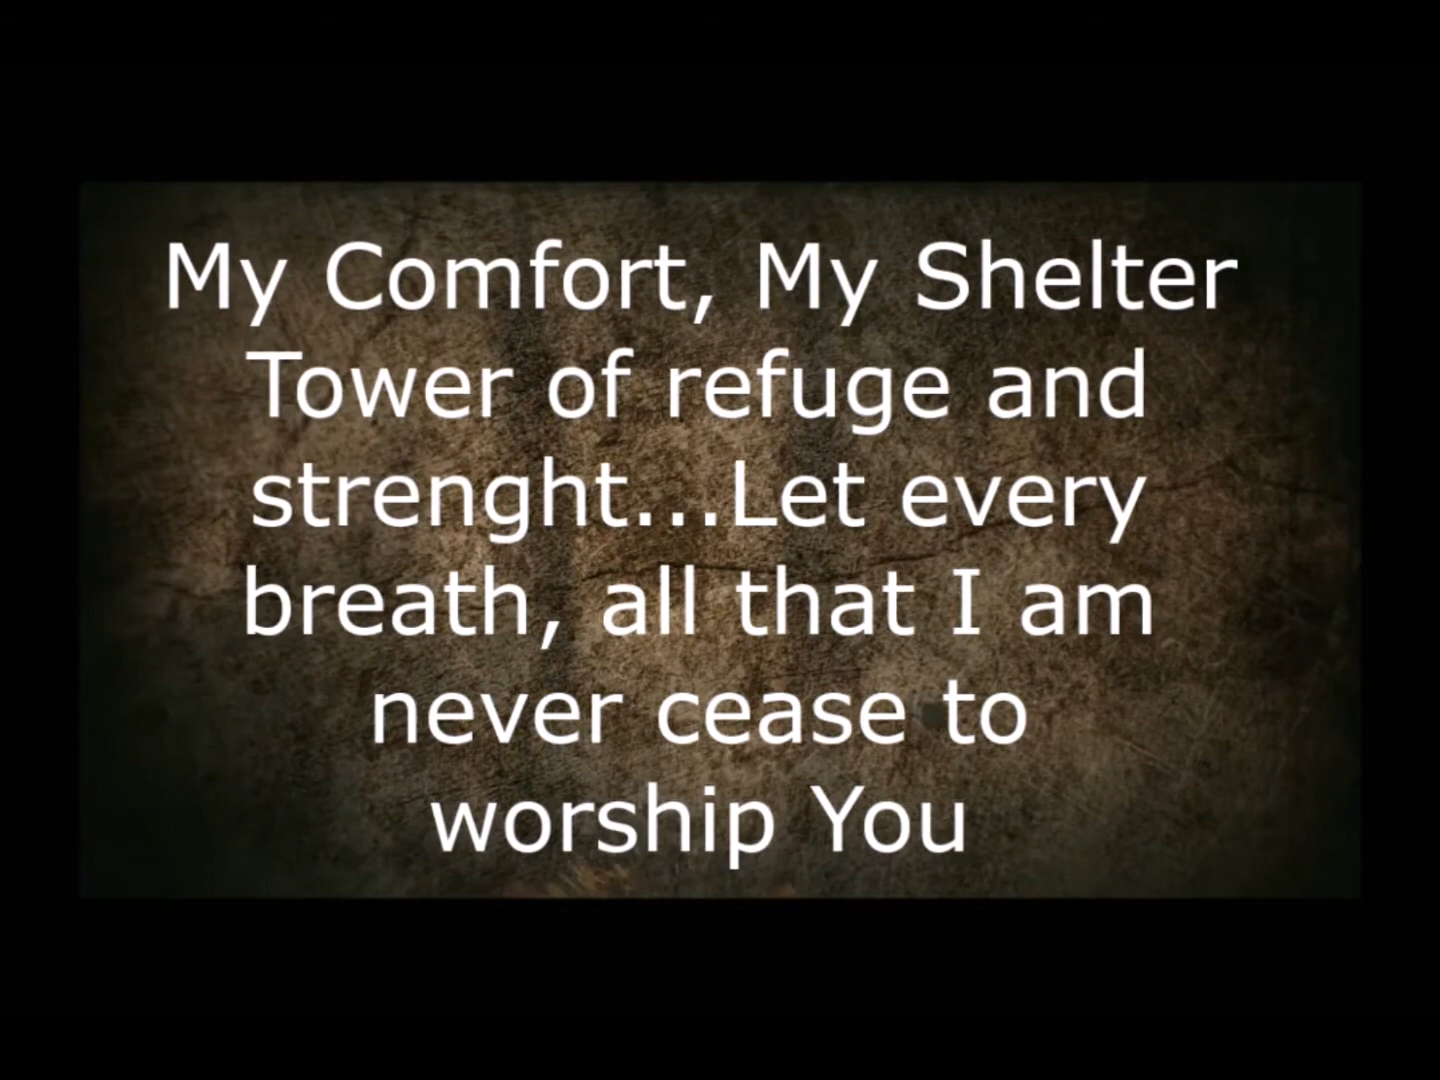 My Comfort, My Shelter
Tower of refuge and
strenght...Let every
breath, all that I am
never cease to
worship You